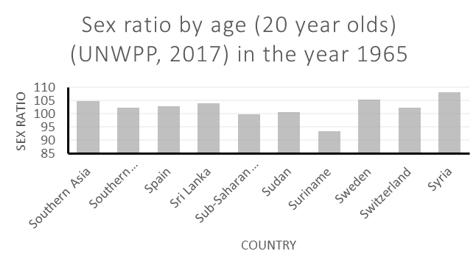 Sex ratio by age (20 year olds)
(UNWPP, 2017) in the year 1965
SEX RATIO
110
105
100
95
90
85
Southern Asia
Southern...
Spain
Sri Lanka
Sub-Saharan...
Sudan
Suriname
Sweden
Switzerland
Syria
COUNTRY